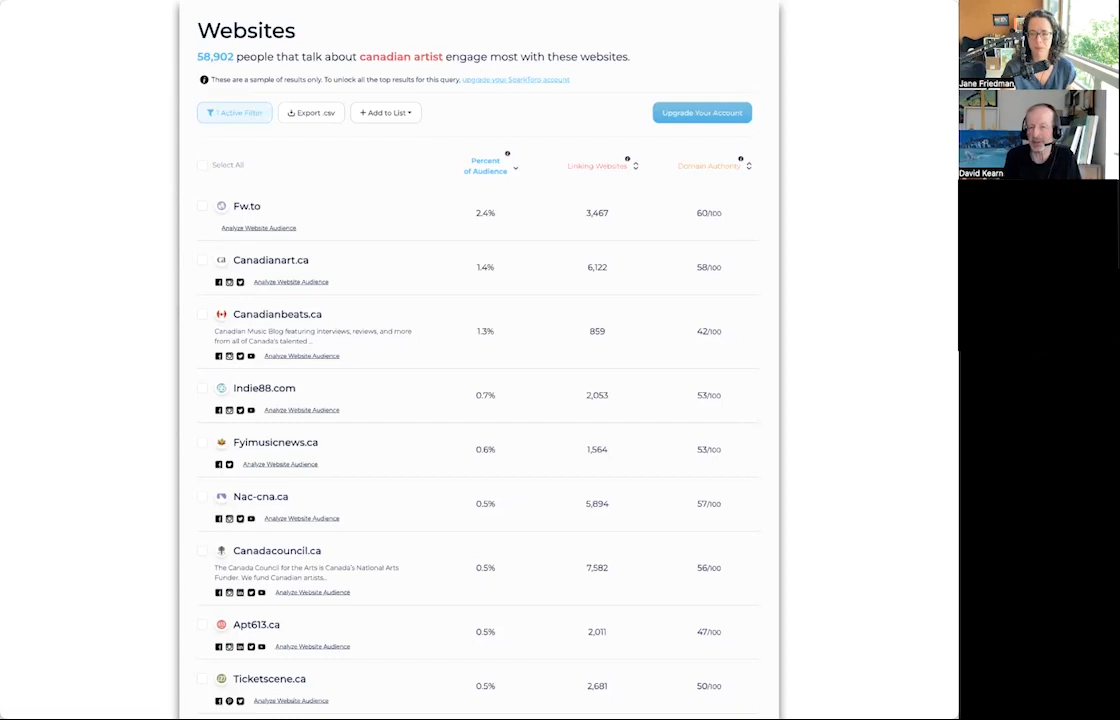 Websites
58,902 people that talk about canadian artist engage most with these websites.
These are a sample of results only. To unlock all the top results for this query, upgrade your SparkToro account
1 Active Filter
Export .csv
+ Add to List
Upgrade Your Account
Select All
Percent
of Audience
Linking Websites
Domain Authority
Fw.to
2.4%
3,467
60/100
Analyze Website Audience
Canadianart.ca
1.4%
6,122
58/100
Analyze Website Audience
Canadianbeats.ca
Canadian Music Blog featuring interviews, reviews, and more
from all of Canada's talented ...
1.3%
859
42/100
Analyze Website Audience
Indie88.com
0.7%
2,053
53/100
Analyze Website Audience
Fyimusicnews.ca
0.6%
1,564
53/100
Analyze Website Audience
Nac-cna.ca
0.5%
5,894
57/100
Analyze Website Audience
Canadacouncil.ca
The Canada Council for the Arts is Canada's National Arts
Funder. We fund Canadian artists...
0.5%
7,582
56/100
Analyze Website Audience
Apt613.ca
0.5%
2,011
47/100
Analyze Website Audience
Ticketscene.ca
0.5%
2,681
50/100
Analyze Website Audience
Jane Friedman
David Kearn